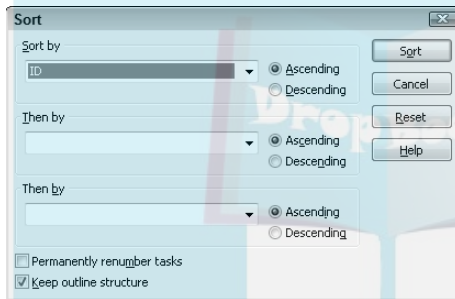 Sort
Sort by
ID
Ascending
Descending
Then by
Ascending
Descending
Then by
Ascending
Descending
Permanently renumber tasks
Keep outline structure
Sort
Cancel
Reset
Help